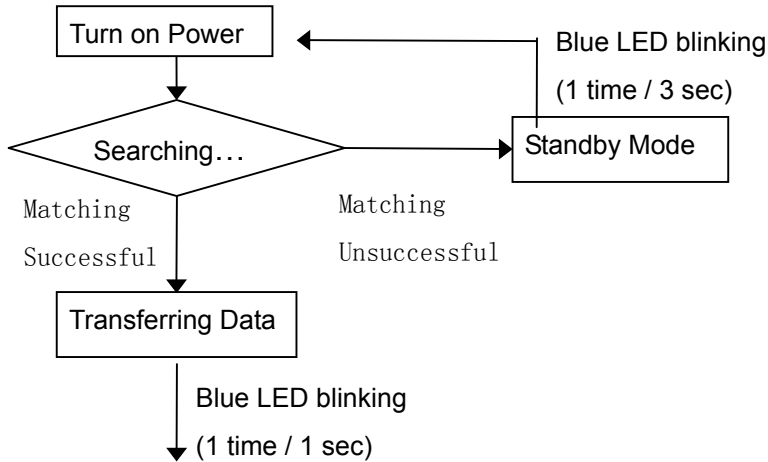 Turn on Power
Blue LED blinking
(1 time / 3 sec)
Searching…
Standby Mode
Matching
Successful
Matching
Unsuccessful
Transferring Data
Blue LED blinking
(1 time / 1 sec)